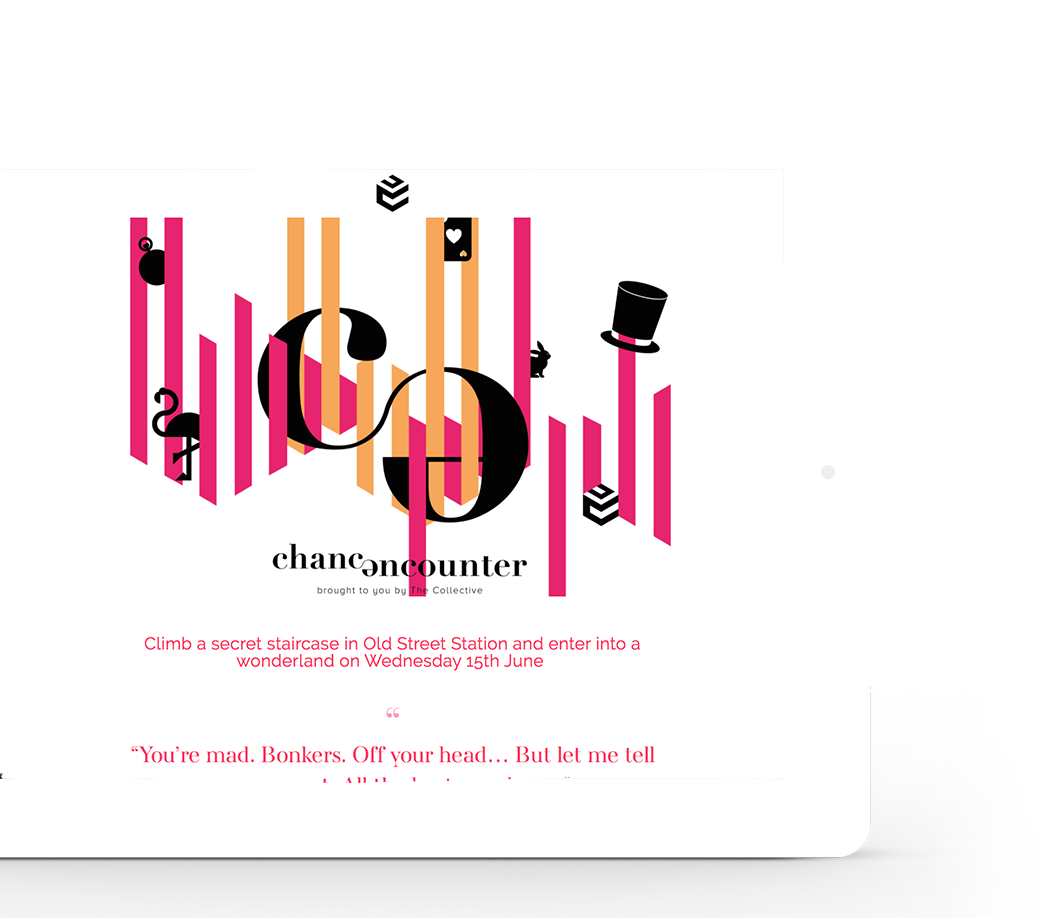 chancencounter
brought to you by The Collective
Climb a secret staircase in Old Street Station and enter into a
wonderland on Wednesday 15th June
“
“You’re mad. Bonkers. Off your head… But let me tell